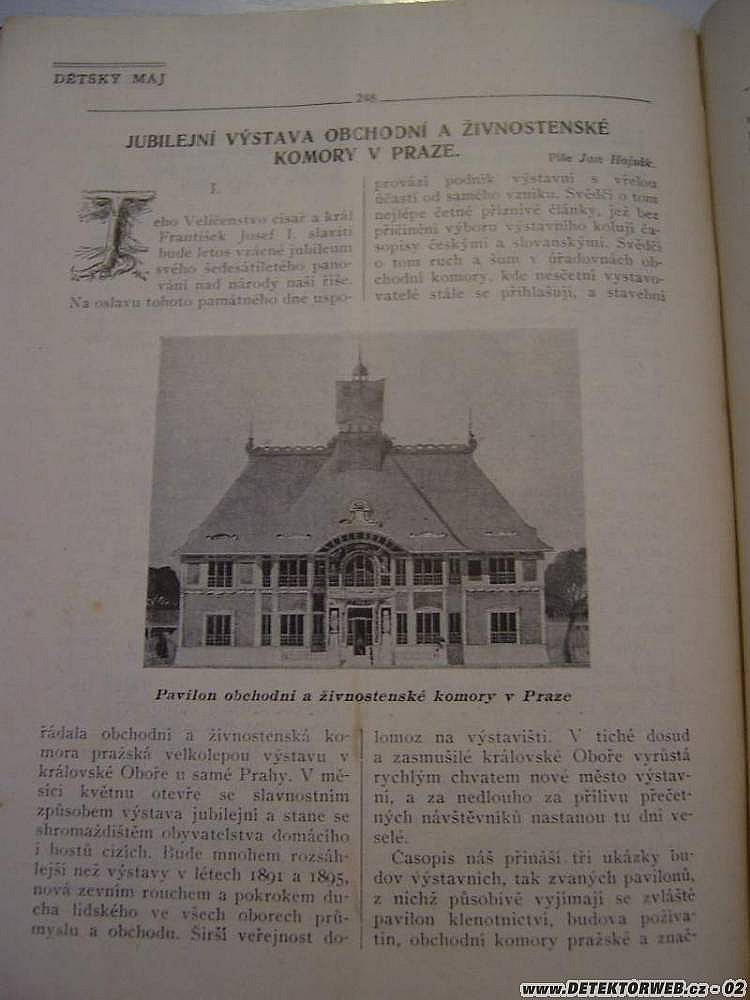 DĚTSKÝ MÁJ
248
JUBILEJNÍ VÝSTAVA OBCHODNÍ A ŽIVNOSTENSKÉ
KOMORY V PRAZE.
Píše Jan Hajšl.
I.
Jeho Veličenstvo císař a král
František Josef I. slaviti
bude letos vzácné jubileum
svého šedesátiletého pano-
vání nad národy naší říše.
Na oslavu tohoto památného dne uspo-
řádala obchodní a živnostenská ko-
mora pražská velkolepou výstavu v
královské Oboře u samé Prahy. V mě-
síci květnu otevře se slavnostním
způsobem výstava jubilejní a stane se
shromaždištěm obyvatelstva domácího
i hostů cizích. Bude mnohem rozsáh-
lejší než výstavy v létech 1891 a 1895,
nová zevním rouchem a pokrokem du-
cha lidského ve všech oborech prů-
myslu a obchodu. Širší veřejnost do-
provází podnik výstavní s vřelou
účastí od samého vzniku. Svědčí o tom
nejlépe četné příznivé články, jež bez
přičinění výboru výstavního kolují ča-
sopisy českými a slovanskými. Svědčí
o tom ruch a šum v úřadovnách ob-
chodní komory, kde nesčetní vystavo-
vatelé stále se přihlašují, a stavební
lomoz na výstavišti. V tiché dosud
a zasmušilé královské Oboře vyrůstá
rychlým chvatem nové město výstav-
ní, a za nedlouho za přílivu přečet-
ných návštěvníků nastanou tu dni ve-
selé.
Časopis náš přináší tři ukázky bu-
dov výstavních, tak zvaných pavilonů,
z nichž působivě vyjímají se zvláště
pavilon klenotnictví, budova poživa-
tin, obchodní komory pražské a znač-
Pavilon obchodní a živnostenské komory v Praze
www.DETEKTORWEB.cz - 02